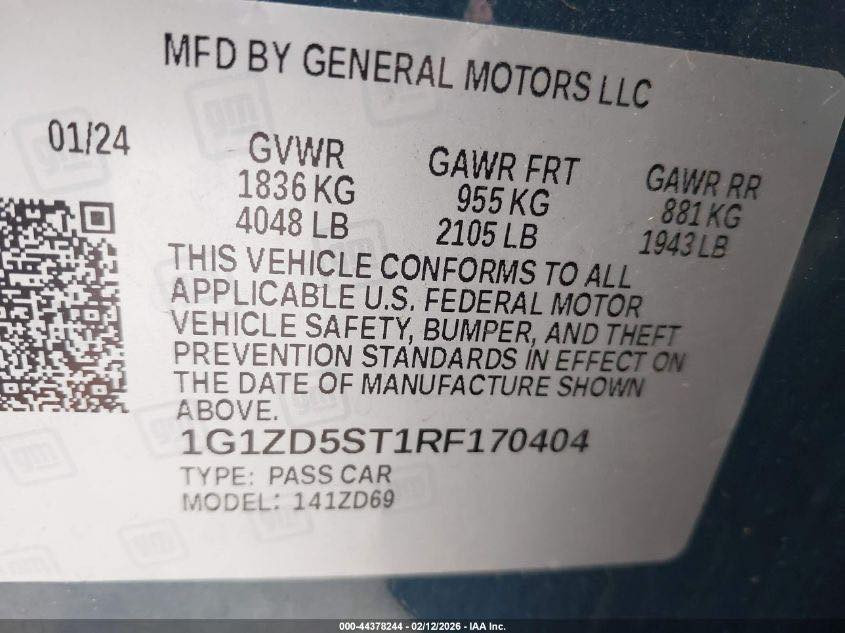 MFD BY GENERAL MOTORS LLC
01/24
GVWR
1836 KG
4048 LB
GAWR FRT
955 KG
2105 LB
GAWR RR
881 KG
1943 LB
THIS VEHICLE CONFORMS TO ALL
APPLICABLE U.S. FEDERAL MOTOR
VEHICLE SAFETY, BUMPER, AND THEFT
PREVENTION STANDARDS IN EFFECT ON
THE DATE OF MANUFACTURE SHOWN
ABOVE.
1G1ZD5ST1RF170404
TYPE: PASS CAR
MODEL: 141ZD69
000-44378244 - 02/12/2026 - IAA Inc.